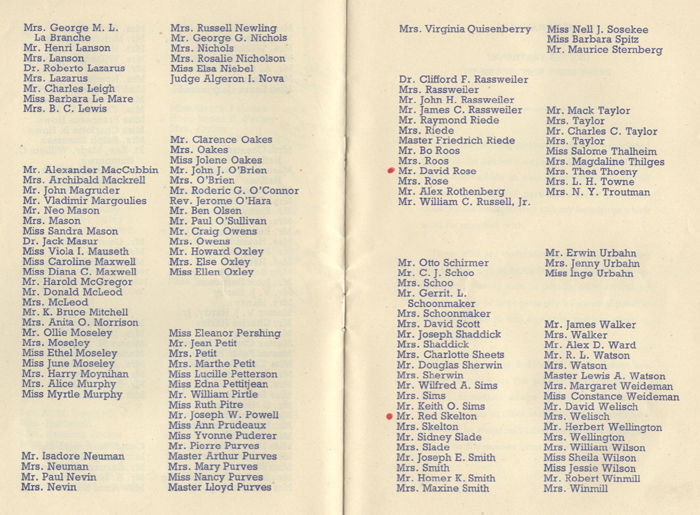 Mrs. George M. L.
La Branche
Mr. Henri Lanson
Mrs. Lanson
Dr. Roberto Lazarus
Mrs. Lazarus
Mr. Charles Leigh
Miss Barbara Le Mare
Mrs. B. C. Lewis
Mr. Alexander MacCubbin
Mrs. Archibald Mackrell
Mr. John Magruder
Mr. Vladimir Margoulies
Mr. Neo Mason
Mrs. Mason
Miss Sandra Mason
Dr. Jack Masur
Miss Viola I. Mauseth
Miss Caroline Maxwell
Miss Diana C. Maxwell
Mr. Harold McGregor
Mr. Donald McLeod
Mrs. McLeod
Mr. K. Bruce Mitchell
Mrs. Anita O. Morrison
Mr. Ollie Moseley
Mrs. Moseley
Miss Ethel Moseley
Miss June Moseley
Mrs. Harry Moynihan
Mrs. Alice Murphy
Miss Myrtle Murphy
Mr. Isadore Neuman
Mrs. Neuman
Mr. Paul Nevin
Mrs. Nevin
Mrs. Russell Newling
Mr. George G. Nichols
Mrs. Nichols
Mrs. Rosalie Nicholson
Miss Elsa Niebel
Judge Algeron I. Nova
Mr. Clarence Oakes
Mrs. Oakes
Miss Jolene Oakes
Mr. John J. O'Brien
Mrs. O'Brien
Mr. Roderic G. O'Connor
Rev. Jerome O'Hara
Mr. Ben Olsen
Mr. Paul O'Sullivan
Mr. Craig Owens
Mrs. Owens
Mr. Howard Oxley
Mrs. Else Oxley
Miss Ellen Oxley
Miss Eleanor Pershing
Mr. Jean Petit
Mrs. Petit
Mrs. Marthe Petit
Miss Lucille Petterson
Miss Edna Pettitjean
Mr. William Pirtle
Miss Ruth Pitre
Mr. Joseph W. Powell
Miss Ann Prudeaux
Miss Yvonne Puderer
Mr. Pierre Purves
Master Arthur Purves
Mrs. Mary Purves
Miss Nancy Purves
Master Lloyd Purves
Mrs. Virginia Quisenberry
Dr. Clifford F. Rassweiler
Mrs. Rassweiler
Mr. John H. Rassweiler
Mr. James C. Rassweiler
Mr. Raymond Riede
Mrs. Riede
Master Friedrich Riede
Mr. Bo Roos
Mrs. Roos
Mr. David Rose
Mrs. Rose
Mr. Alex Rothenberg
Mr. William C. Russell, Jr.
Mr. Otto Schirmer
Mr. C. J. Schoo
Mrs. Schoo
Mr. Gerrit. L.
Schoonmaker
Mrs. Schoonmaker
Mrs. David Scott
Mr. Joseph Shaddick
Mrs. Shaddick
Mrs. Charlotte Sheets
Mr. Douglas Sherwin
Mrs. Sherwin
Mr. Wilfred A. Sims
Mrs. Sims
Mr. Keith O. Sims
Mr. Red Skelton
Mrs. Skelton
Mr. Sidney Slade
Mrs. Slade
Mr. Joseph E. Smith
Mrs. Smith
Mr. Homer K. Smith
Mrs. Maxine Smith
Miss Nell J. Sosekee
Miss Barbara Spitz
Mr. Maurice Sternberg
Mr. Mack Taylor
Mrs. Taylor
Mr. Charles C. Taylor
Mrs. Taylor
Miss Salome Thalheim
Mrs. Magdaline Thilges
Mrs. Thea Thoeny
Mrs. L. H. Towne
Mrs. N. Y. Troutman
Mr. Erwin Urbahn
Mrs. Jenny Urbahn
Miss Inge Urbahn
Mr. James Walker
Mrs. Walker
Mr. Alex D. Ward
Mr. R. L. Watson
Mrs. Watson
Master Lewis A. Watson
Mrs. Margaret Weideman
Miss Constance Weideman
Mr. David Welisch
Mrs. Welisch
Mr. Herbert Wellington
Mrs. Wellington
Mrs. William Wilson
Miss Sheila Wilson
Miss Jessie Wilson
Mr. Robert Winmill
Mrs. Winmill